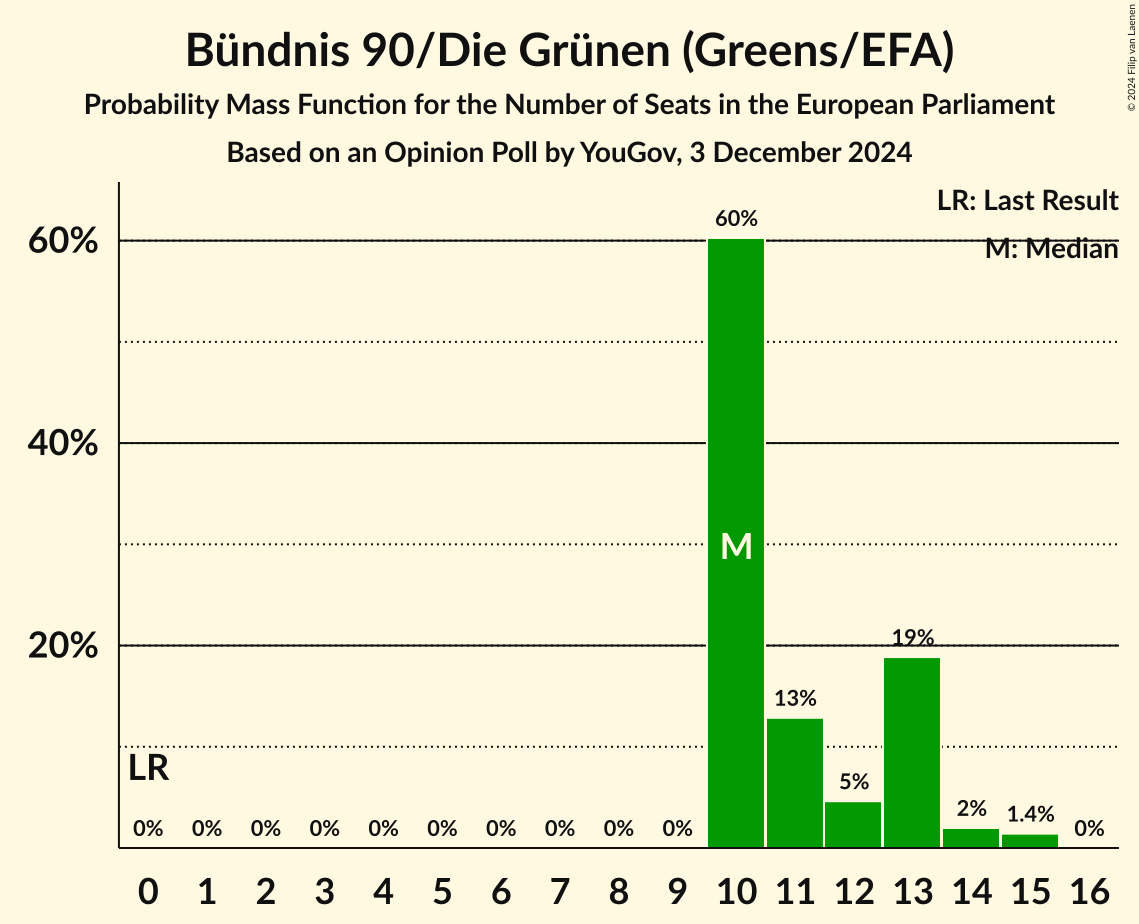 Bündnis 90/Die Grünen (Greens/EFA)
Probability Mass Function for the Number of Seats in the European Parliament
Based on an Opinion Poll by YouGov, 3 December 2024
© 2024 Filip van Laenen
LR: Last Result
M: Median
60%
40%
20%
60%
M
19%
13%
LR
5%
2%
1.4%
0% 0% 0% 0% 0% 0% 0% 0% 0% 0% 0%
0 1 2 3 4 5 6 7 8 9 10 11 12 13 14 15 16